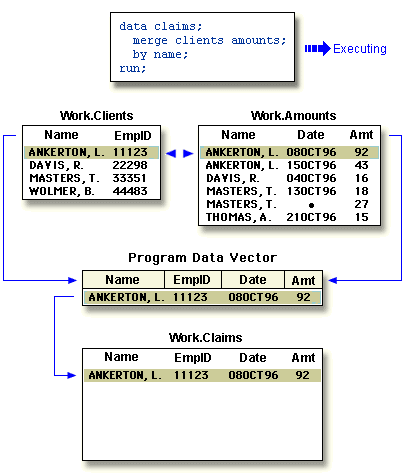 data claims;
merge clients amounts;
by name;
run;
Executing
Work.Clients
Name EmpID
ANKERTON, L. 11123
DAVIS, R. 22298
MASTERS, T. 33351
WOLMER, B. 44483
Work.Amounts
Name Date Amt
ANKERTON, L. 08OCT96 92
ANKERTON, L. 15OCT96 43
DAVIS, R. 04OCT96 16
MASTERS, T. 13OCT96 18
MASTERS, T. • 27
THOMAS, A. 21OCT96 15
Program Data Vector
Name EmpID Date Amt
ANKERTON, L. 11123 08OCT96 92
Work.Claims
Name EmpID Date Amt
ANKERTON, L. 11123 08OCT96 92